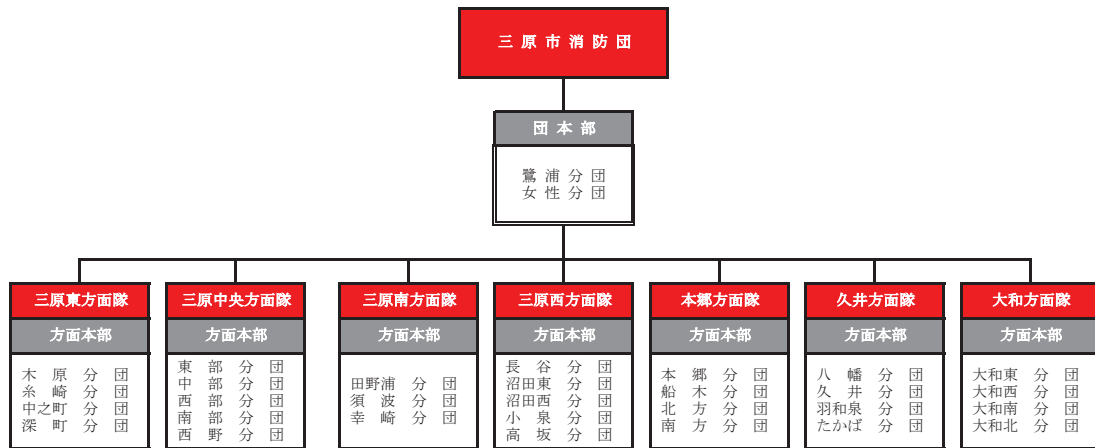 三原市消防団
団本部
鷺浦分団
女性分団
三原東方面隊
方面本部
木原分団
糸崎分団
中之町分団
深町分団
三原中央方面隊
方面本部
東部分団
中部分団
西部分団
南部分団
西野分団
三原南方面隊
方面本部
田野浦分団
須波分団
幸崎分団
三原西方面隊
方面本部
長谷分団
沼田東分団
沼田西分団
小泉分団
高坂分団
本郷方面隊
方面本部
本郷分団
船木分団
北方分団
南方分団
久井方面隊
方面本部
八幡分団
久井分団
羽和泉分団
たかば分団
大和方面隊
方面本部
大和東分団
大和西分団
大和南分団
大和北分団